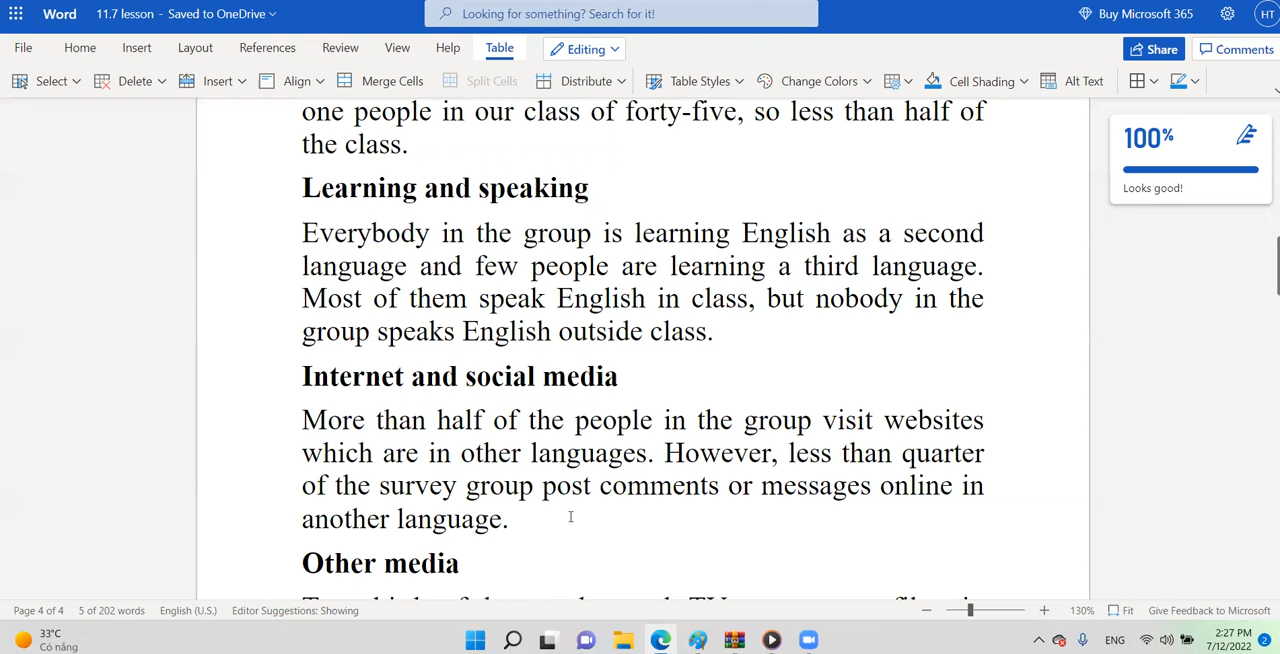 Word 11.7 lesson - Saved to OneDrive Looking for something? Search for it! Buy Microsoft 365 HT
File Home Insert Layout References Review View Help Table Editing Share Comments
Select Delete Insert Align Merge Cells Split Cells Distribute Table Styles Change Colors Cell Shading Alt Text
one people in our class of forty-five, so less than half of
the class.
100%
Looks good!
Learning and speaking
Everybody in the group is learning English as a second
language and few people are learning a third language.
Most of them speak English in class, but nobody in the
group speaks English outside class.
Internet and social media
More than half of the people in the group visit websites
which are in other languages. However, less than quarter
of the survey group post comments or messages online in
another language.
Other media
Page 4 of 4 5 of 202 words English (U.S.) Editor Suggestions: Showing 130% Fit Give Feedback to Microsoft
33°C
Có nắng
ENG
2:27 PM
7/12/2022
2